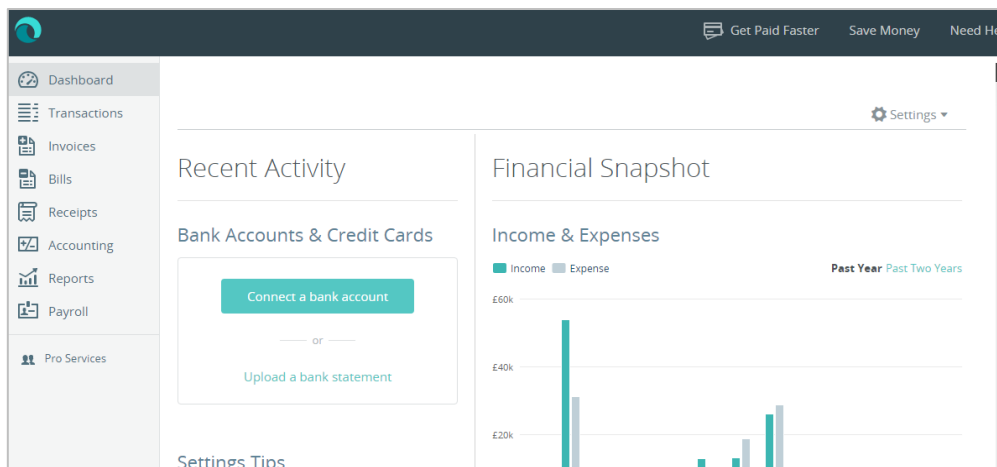 Get Paid Faster Save Money Need He
Dashboard
Transactions
Invoices
Bills
Receipts
Accounting
Reports
Payroll
Pro Services
Settings
Recent Activity
Bank Accounts & Credit Cards
Connect a bank account
or
Upload a bank statement
Settings Tips
Financial Snapshot
Income & Expenses
Income Expense
Past Year Past Two Years
£60k
£40k
£20k